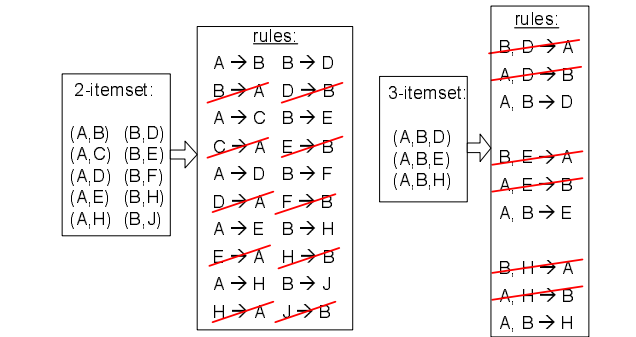 2-itemset:
(A,B) (B,D)
(A,C) (B,E)
(A,D) (B,F)
(A,E) (B,H)
(A,H) (B,J)
rules:
A → B B → D
B → A D → B
A → C B → E
C → A E → B
A → D B → F
D → A F → B
A → E B → H
E → A H → B
A → H B → J
H → A J → B
3-itemset:
(A,B,D)
(A,B,E)
(A,B,H)
rules:
B, D → A
A, D → B
A, B → D
B, E → A
A, E → B
A, B → E
B, H → A
A, H → B
A, B → H